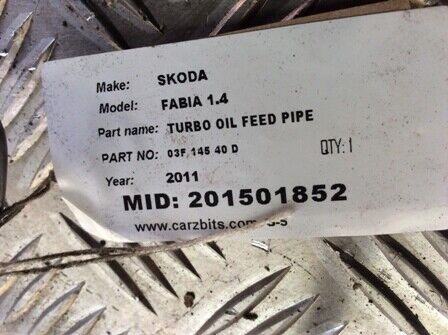 Make: SKODA
Model: FABIA 1.4
Part name: TURBO OIL FEED PIPE
PART NO: 03F 145 40 D QTY:1
Year: 2011
MID: 201501852
www.carzbits.com